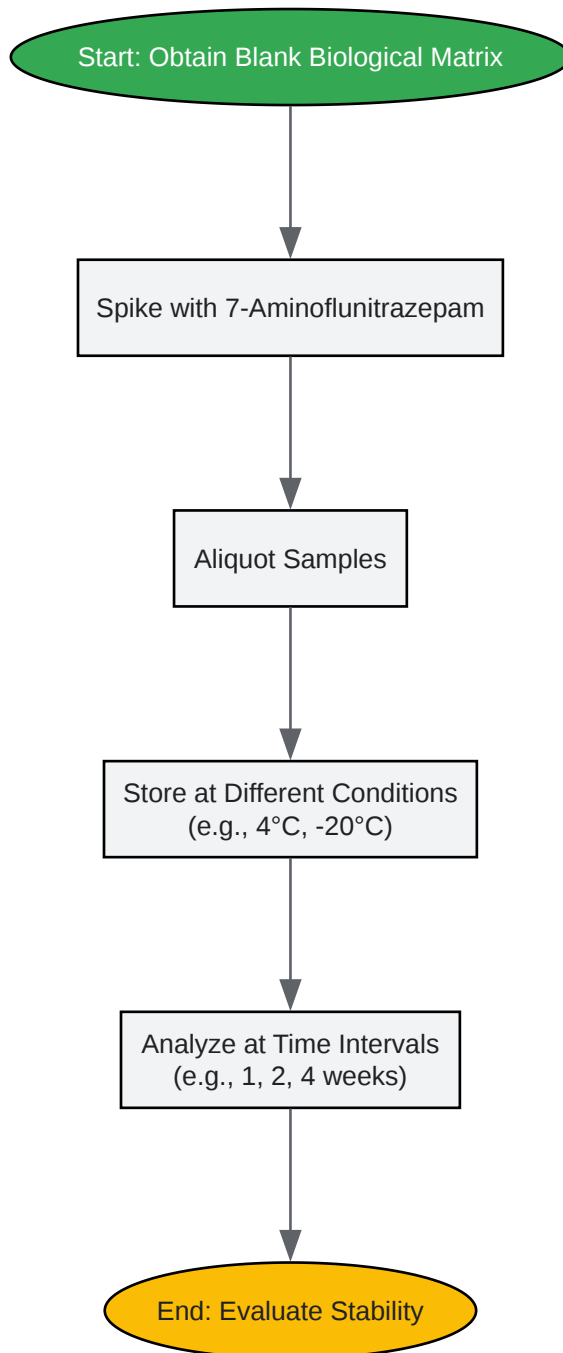 Start: Obtain Blank Biological Matrix
Spike with 7-Aminoflunitrazepam
Aliquot Samples
Store at Different Conditions
(e.g., 4°C, -20°C)
Analyze at Time Intervals
(e.g., 1, 2, 4 weeks)
End: Evaluate Stability